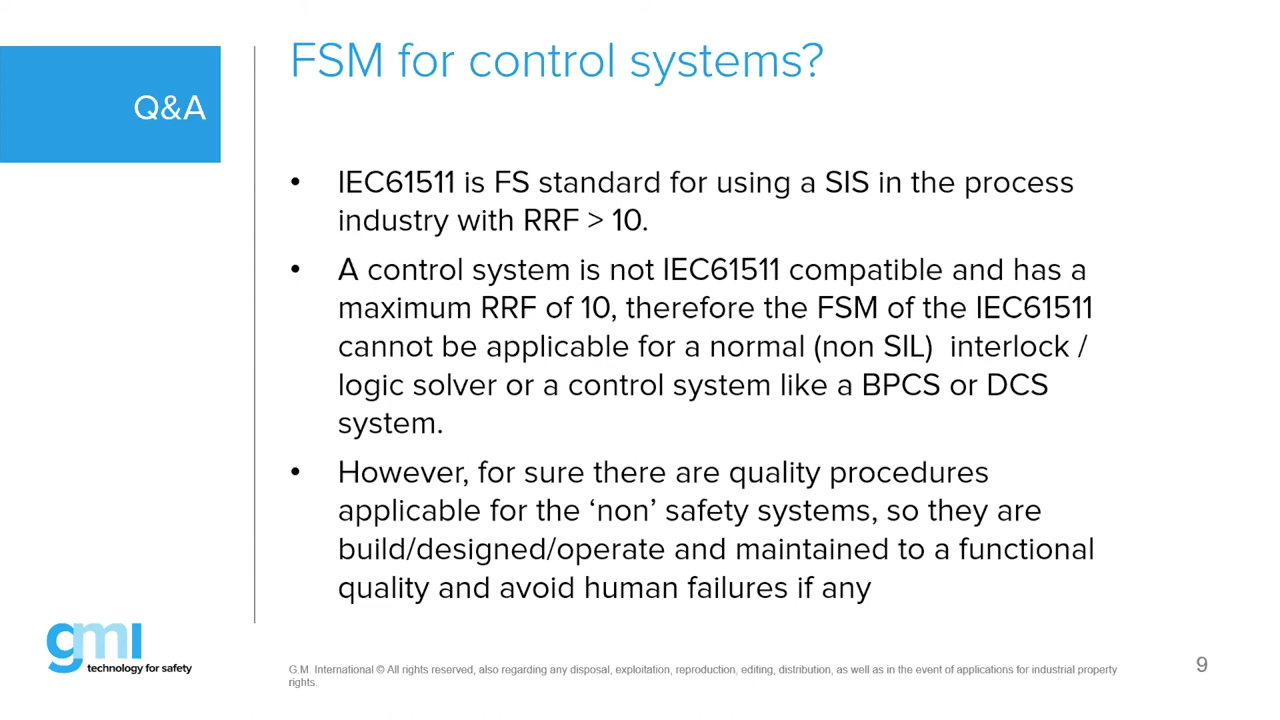 FSM for control systems?
Q&A
• IEC61511 is FS standard for using a SIS in the process
industry with RRF > 10.
• A control system is not IEC61511 compatible and has a
maximum RRF of 10, therefore the FSM of the IEC61511
cannot be applicable for a normal (non SIL)  interlock /
logic solver or a control system like a BPCS or DCS
system.
• However, for sure there are quality procedures
applicable for the ‘non’ safety systems, so they are
build/designed/operate and maintained to a functional
quality and avoid human failures if any
gmi
technology for safety
G.M. International © All rights reserved, also regarding any disposal, exploitation, reproduction, editing, distribution, as well as in the event of applications for industrial property
rights.
9